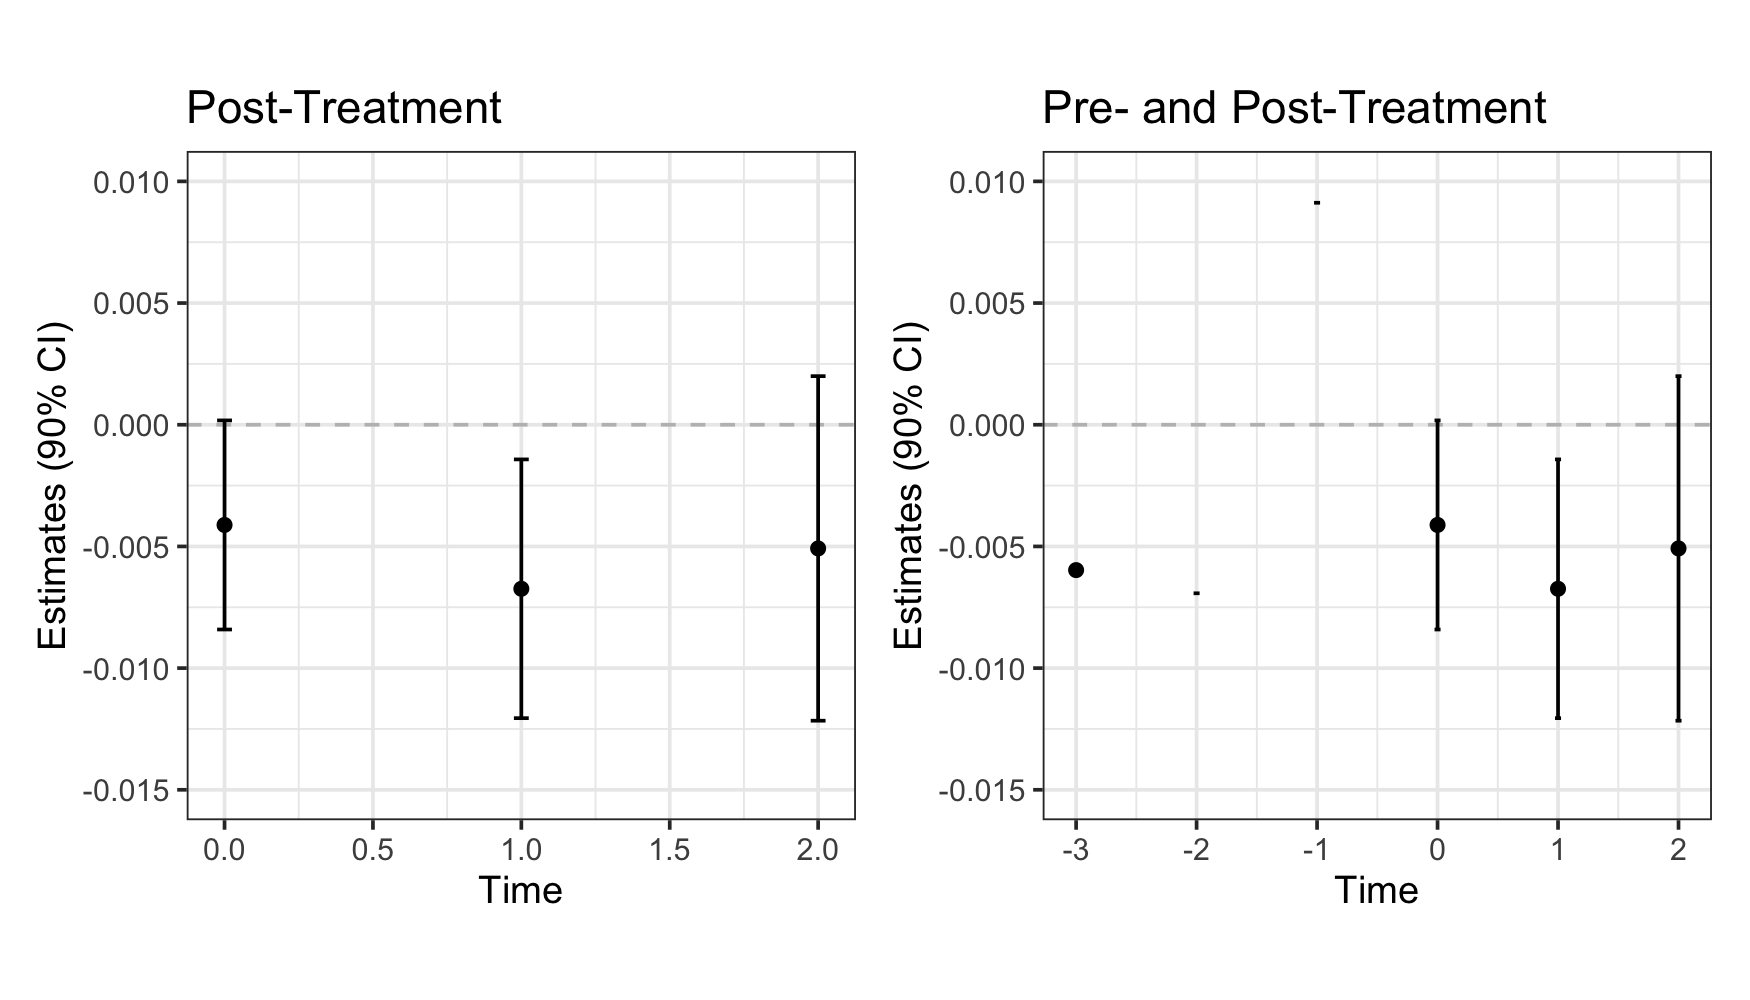 Post-Treatment
Estimates (90% CI)
0.010
0.005
0.000
-0.005
-0.010
-0.015
0.0 0.5 1.0 1.5 2.0
Time
Pre- and Post-Treatment
Estimates (90% CI)
0.010
0.005
0.000
-0.005
-0.010
-0.015
-3 -2 -1 0 1 2
Time